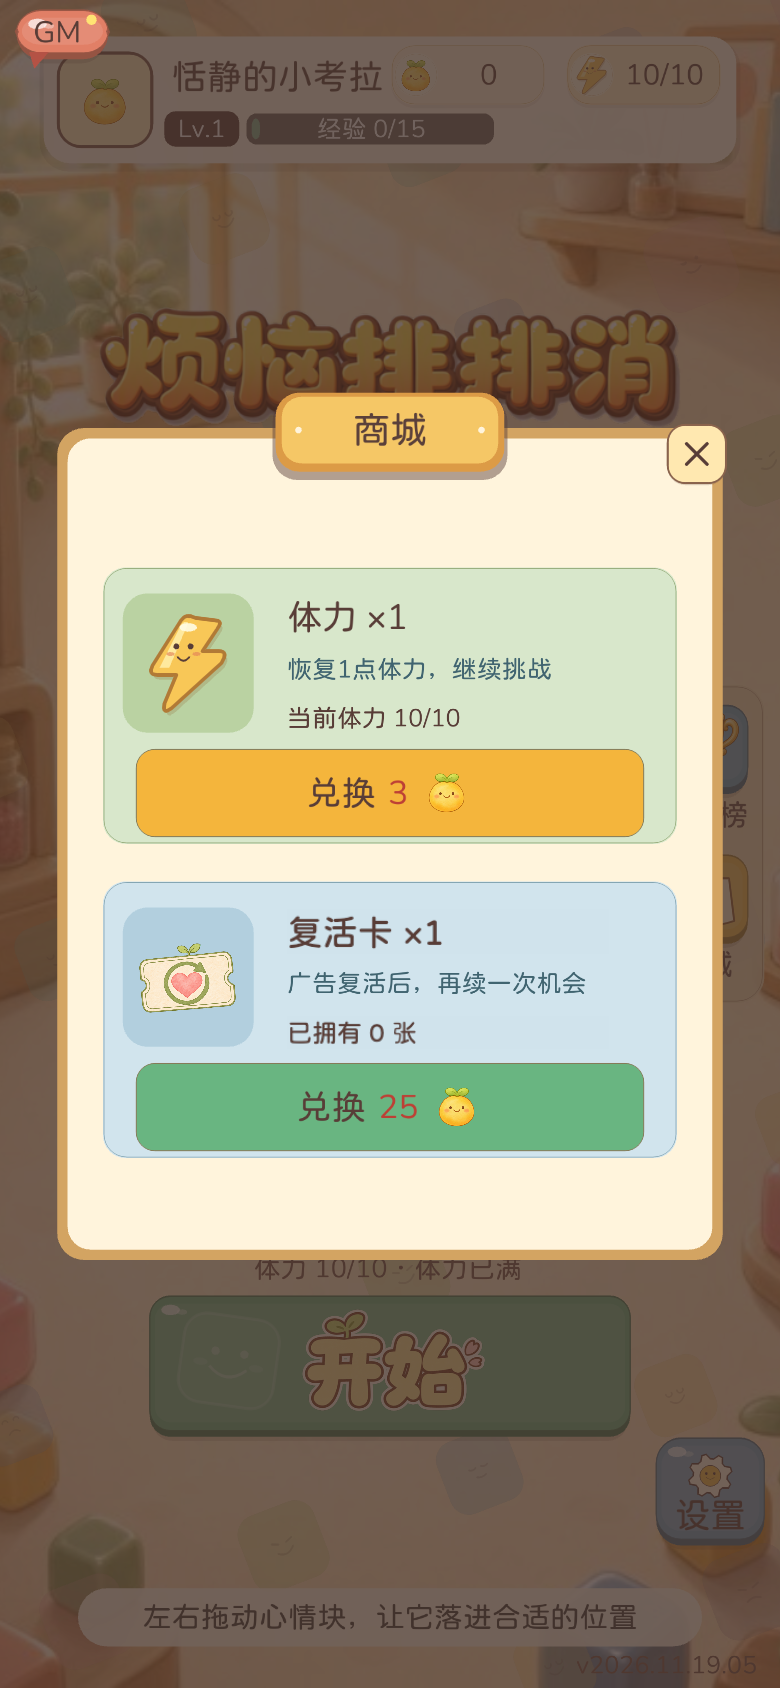 GM
恬静的小考拉
0
10/10
Lv.1
经验 0/15
烦恼排排消
商城
体力 ×1
恢复1点体力，继续挑战
当前体力 10/10
兑换 3
榜
复活卡 ×1
广告复活后，再续一次机会
已拥有 0 张
兑换 25
体力 10/10 · 体力已满
开始
设置
左右拖动心情块，让它落进合适的位置